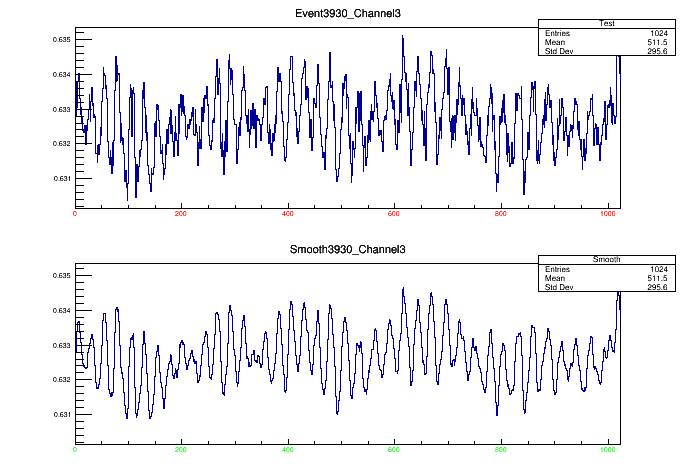 Event3930_Channel3
Test
Entries 1024
Mean 511.5
Std Dev 295.6
0.635
0.634
0.633
0.632
0.631
0 200 400 600 800 1000
Smooth3930_Channel3
Smooth
Entries 1024
Mean 511.5
Std Dev 295.6
0.635
0.634
0.633
0.632
0.631
0 200 400 600 800 1000